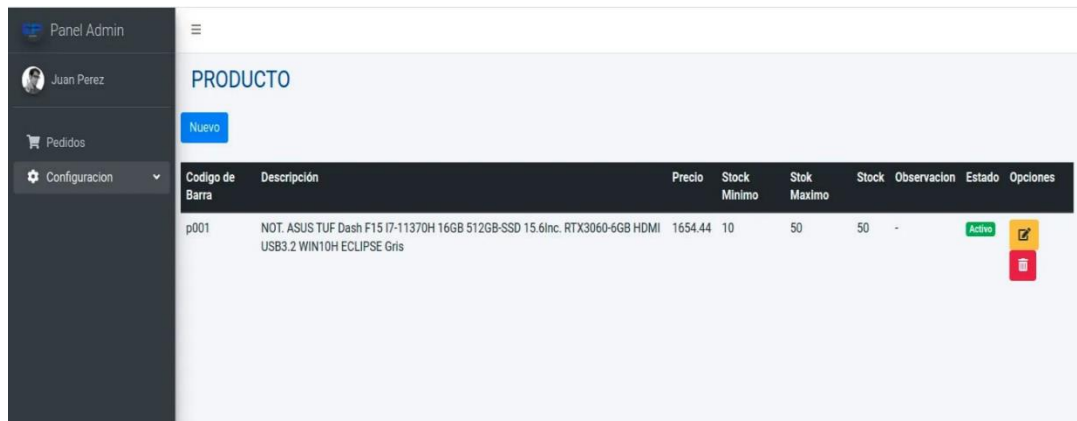 Panel Admin
Juan Perez
Pedidos
Configuracion
PRODUCTO
Nuevo
Codigo de Barra Descripción Precio Stock Minimo Stok Maximo Stock Observacion Estado Opciones
p001 NOT. ASUS TUF Dash F15 I7-11370H 16GB 512GB-SSD 15.6Inc. RTX3060-6GB HDMI 1654.44 10 50 50 - Activo
USB3.2 WIN10H ECLIPSE Gris